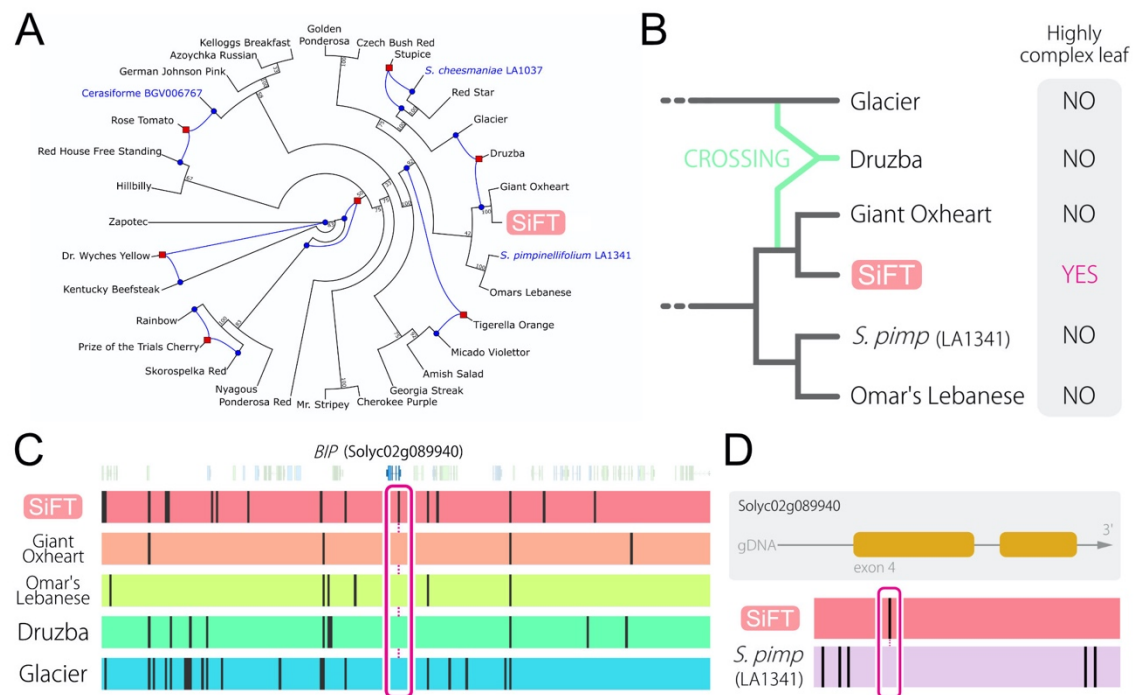 A
Golden
Ponderosa
Czech Bush Red
Kelloggs Breakfast
Stupice
Azoychka Russian
S. cheesmaniae LA1037
German Johnson Pink
Cerasiforme BGV006767
Red Star
Rose Tomato
Glacier
Druzba
Red House Free Standing
Giant Oxheart
Hillbilly
SiFT
Zapotec
S. pimpinellifolium LA1341
Dr. Wyches Yellow
Kentucky Beefsteak
Omars Lebanese
Rainbow
Tigerella Orange
Prize of the Trials Cherry
Micado Violettor
Skorospelka Red
Amish Salad
Nyagous
Georgia Streak
Ponderosa Red
Mr. Stripey
Cherokee Purple
B
Highly
complex leaf
Glacier NO
CROSSING
Druzba NO
Giant Oxheart NO
SiFT YES
S. pimp (LA1341) NO
Omar's Lebanese NO
C
BIP (Solyc02g089940)
SiFT
Giant
Oxheart
Omar's
Lebanese
Druzba
Glacier
D
Solyc02g089940
3'
gDNA
exon 4
SiFT
S. pimp
(LA1341)